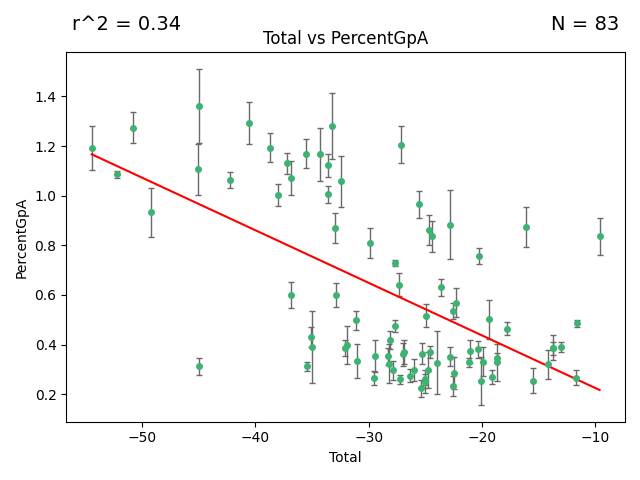 r^2 = 0.34
N = 83
Total vs PercentGpA
PercentGpA
1.4
1.2
1.0
0.8
0.6
0.4
0.2
−50
−40
−30
−20
−10
Total